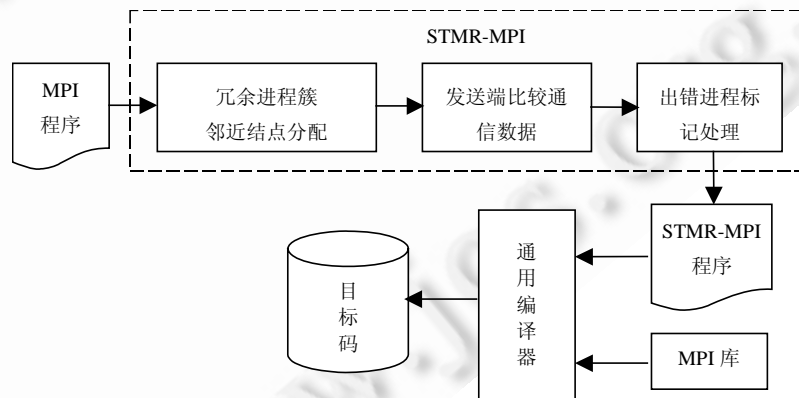 STMR-MPI
MPI
程序
冗余进程簇
邻近结点分配
发送端比较通
信数据
出错进程标
记处理
STMR-MPI
程序
通
用
编
译
器
目
标
码
MPI 库